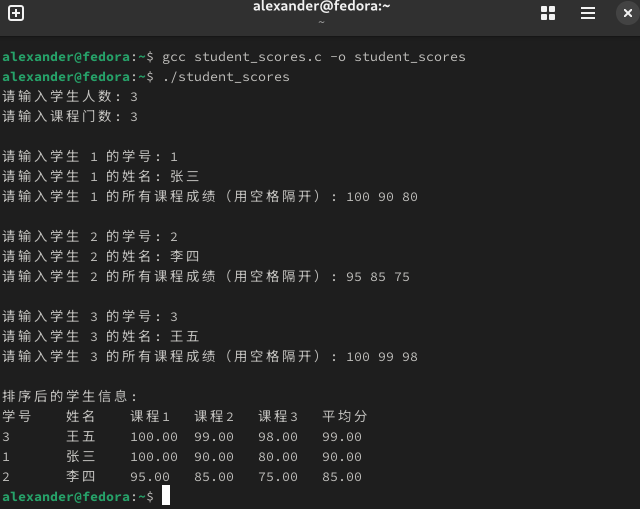 alexander@fedora:~
~
alexander@fedora:~$ gcc student_scores.c -o student_scores
alexander@fedora:~$ ./student_scores
请输入学生人数: 3
请输入课程门数: 3
请输入学生 1 的学号: 1
请输入学生 1 的姓名: 张三
请输入学生 1 的所有课程成绩（用空格隔开）: 100 90 80
请输入学生 2 的学号: 2
请输入学生 2 的姓名: 李四
请输入学生 2 的所有课程成绩（用空格隔开）: 95 85 75
请输入学生 3 的学号: 3
请输入学生 3 的姓名: 王五
请输入学生 3 的所有课程成绩（用空格隔开）: 100 99 98
排序后的学生信息:
学号 姓名 课程1 课程2 课程3 平均分
3 王五 100.00 99.00 98.00 99.00
1 张三 100.00 90.00 80.00 90.00
2 李四 95.00 85.00 75.00 85.00
alexander@fedora:~$